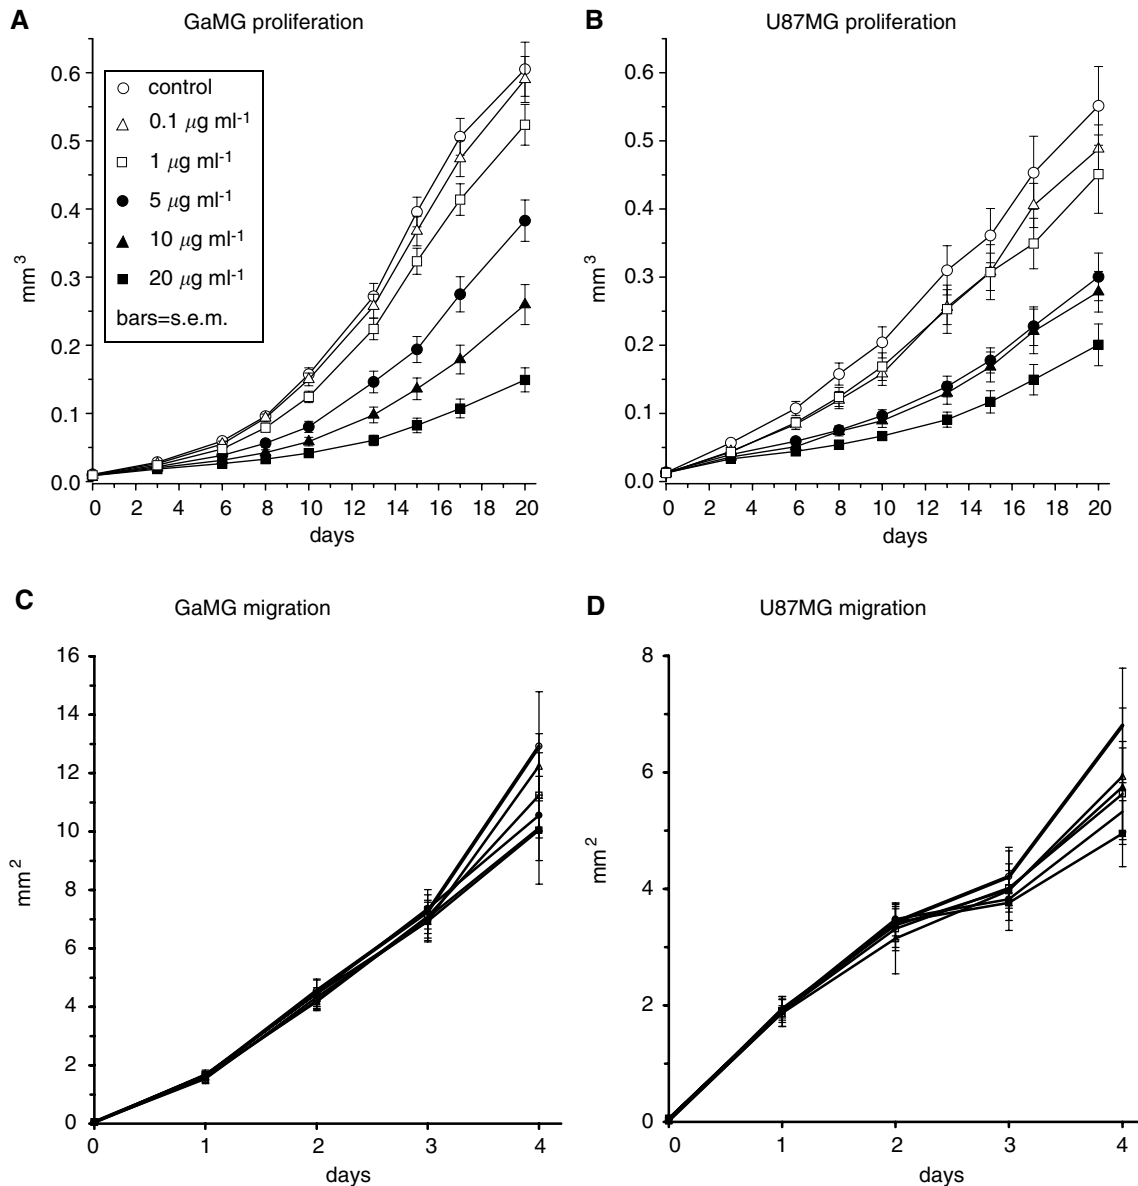 A
GaMG proliferation
mm3
0.6
0.5
0.4
0.3
0.2
0.1
0.0
control
0.1 μg ml-1
1 μg ml-1
5 μg ml-1
10 μg ml-1
20 μg ml-1
bars=s.e.m.
0 2 4 6 8 10 12 14 16 18 20
days
B
U87MG proliferation
mm3
0.6
0.5
0.4
0.3
0.2
0.1
0.0
0 2 4 6 8 10 12 14 16 18 20
days
C
GaMG migration
mm2
16
14
12
10
8
6
4
2
0
0 1 2 3 4
days
D
U87MG migration
mm2
8
6
4
2
0
0 1 2 3 4
days